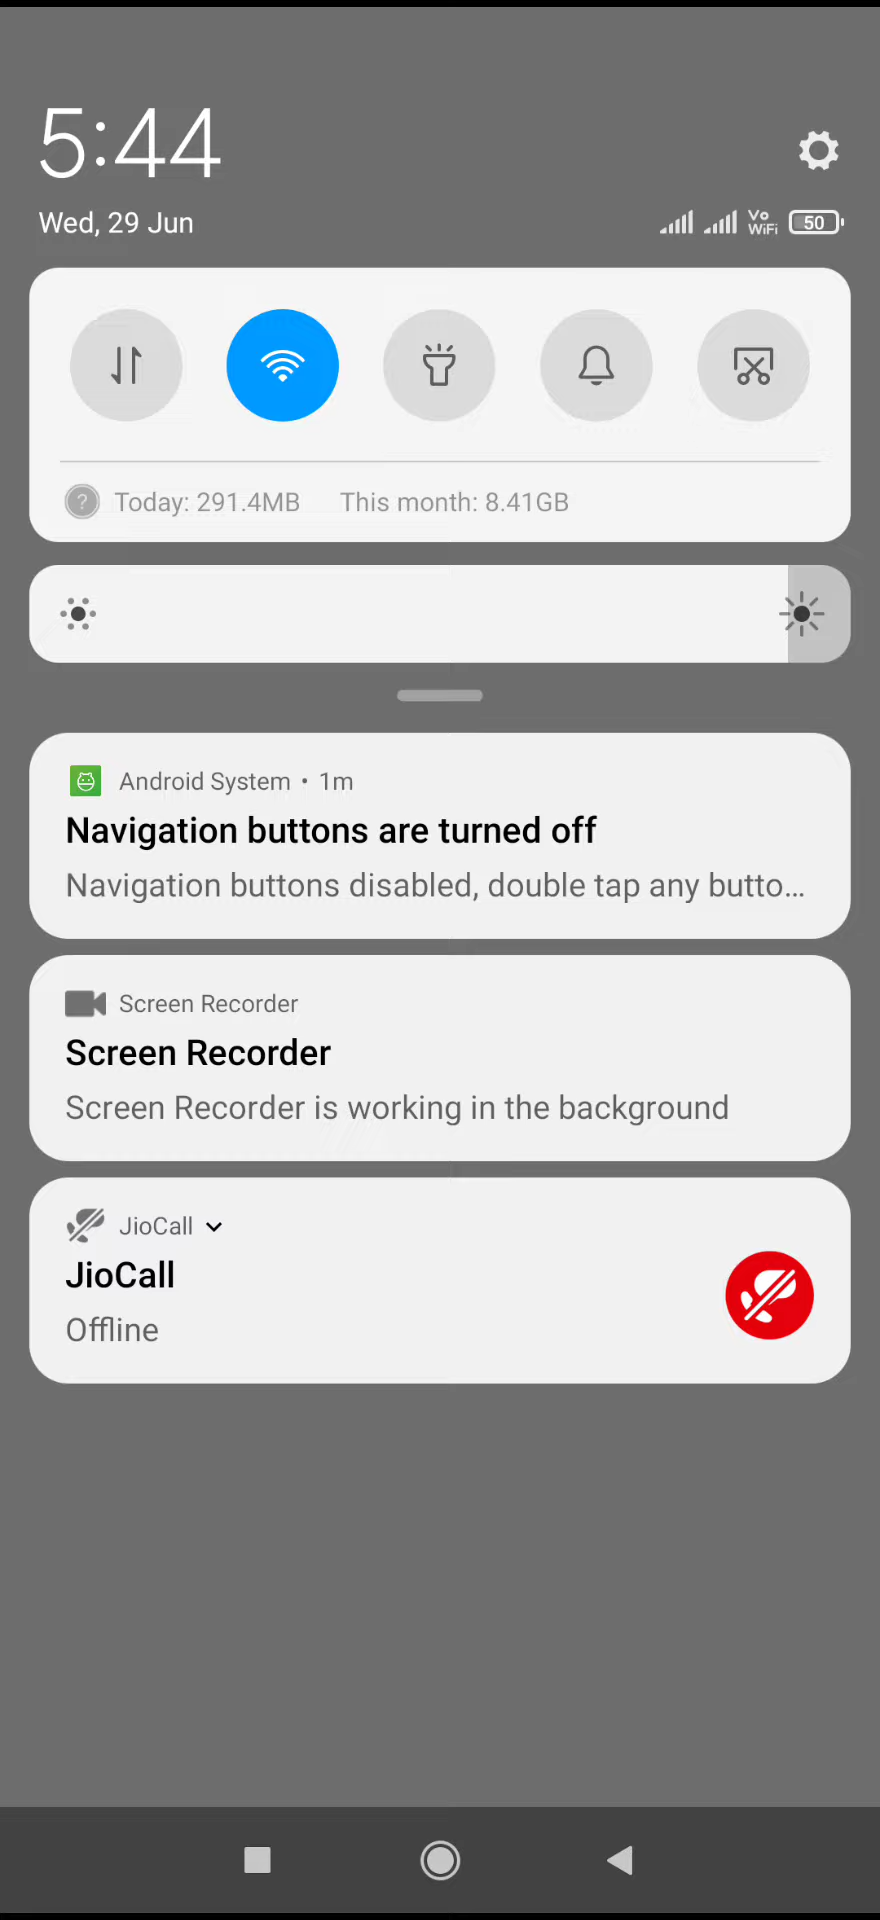 5:44
Wed, 29 Jun
Vo WiFi 50
Today: 291.4MB This month: 8.41GB
Android System • 1m
Navigation buttons are turned off
Navigation buttons disabled, double tap any butto...
Screen Recorder
Screen Recorder
Screen Recorder is working in the background
JioCall
JioCall
Offline